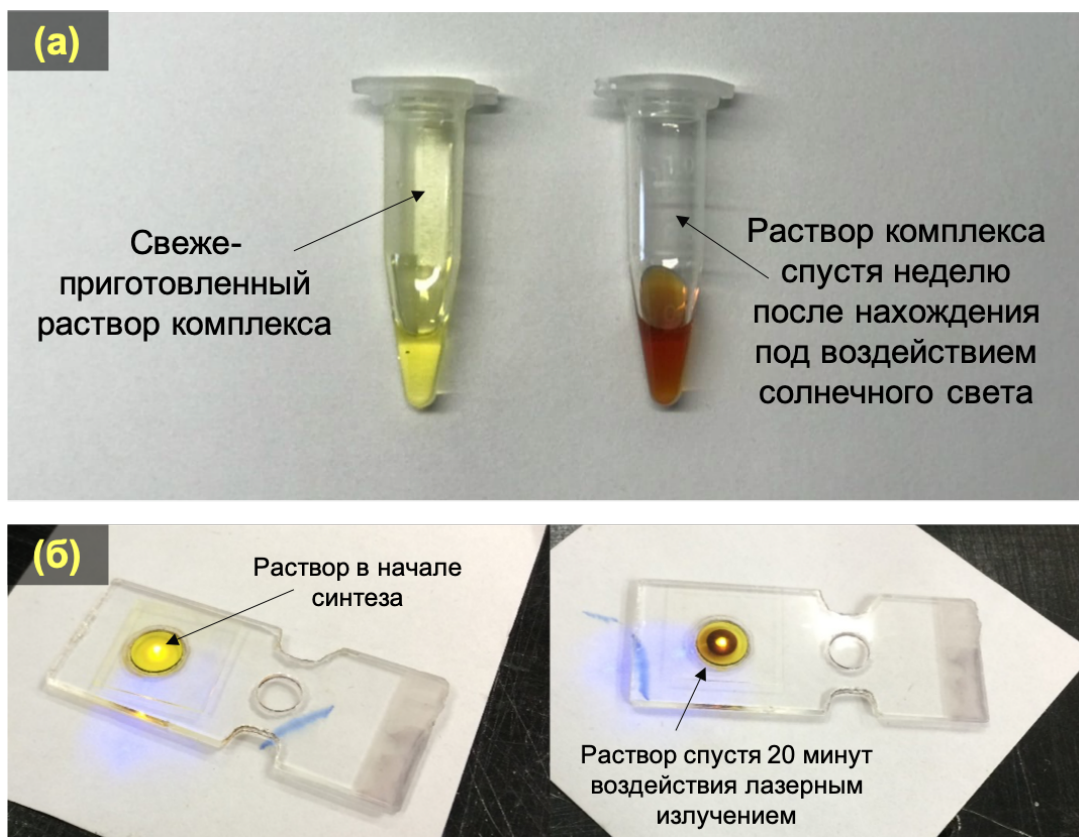 (а)
Свеже-
приготовленный
раствор комплекса
Раствор комплекса
спустя неделю
после нахождения
под воздействием
солнечного света
(б)
Раствор в начале
синтеза
Раствор спустя 20 минут
воздействия лазерным
излучением